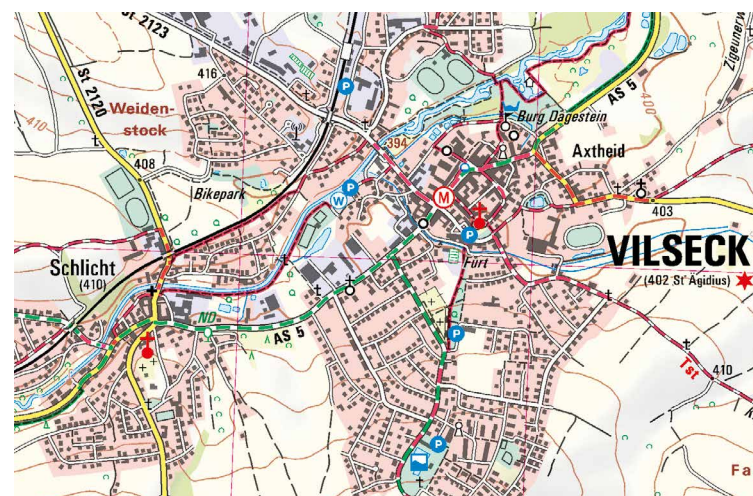 St 2123
St 2120
416
Weiden-
stock
410
408
Bikepark
Schlicht
(410)
ND
AS 5
P
P
W
394
M
P
Fürt
P
P
Burg Dagestein
AS 5
400
Axtheid
403
VILSECK
(402 St Ägidius)
Tst
410
Fa